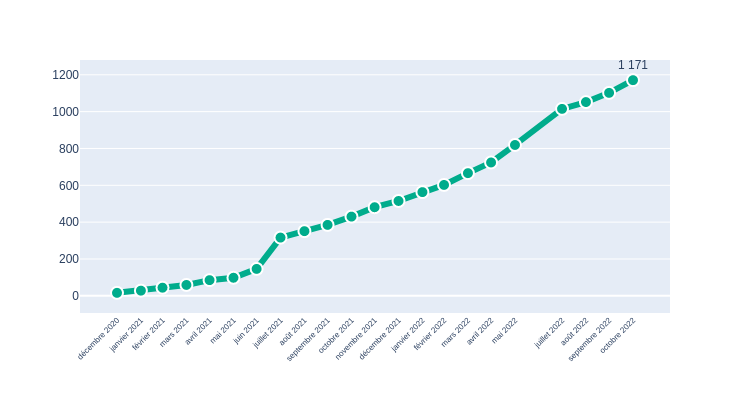 1 171
1200
1000
800
600
400
200
0
décembre 2020
janvier 2021
février 2021
mars 2021
avril 2021
mai 2021
juin 2021
juillet 2021
août 2021
septembre 2021
octobre 2021
novembre 2021
décembre 2021
janvier 2022
février 2022
mars 2022
avril 2022
mai 2022
juillet 2022
août 2022
septembre 2022
octobre 2022